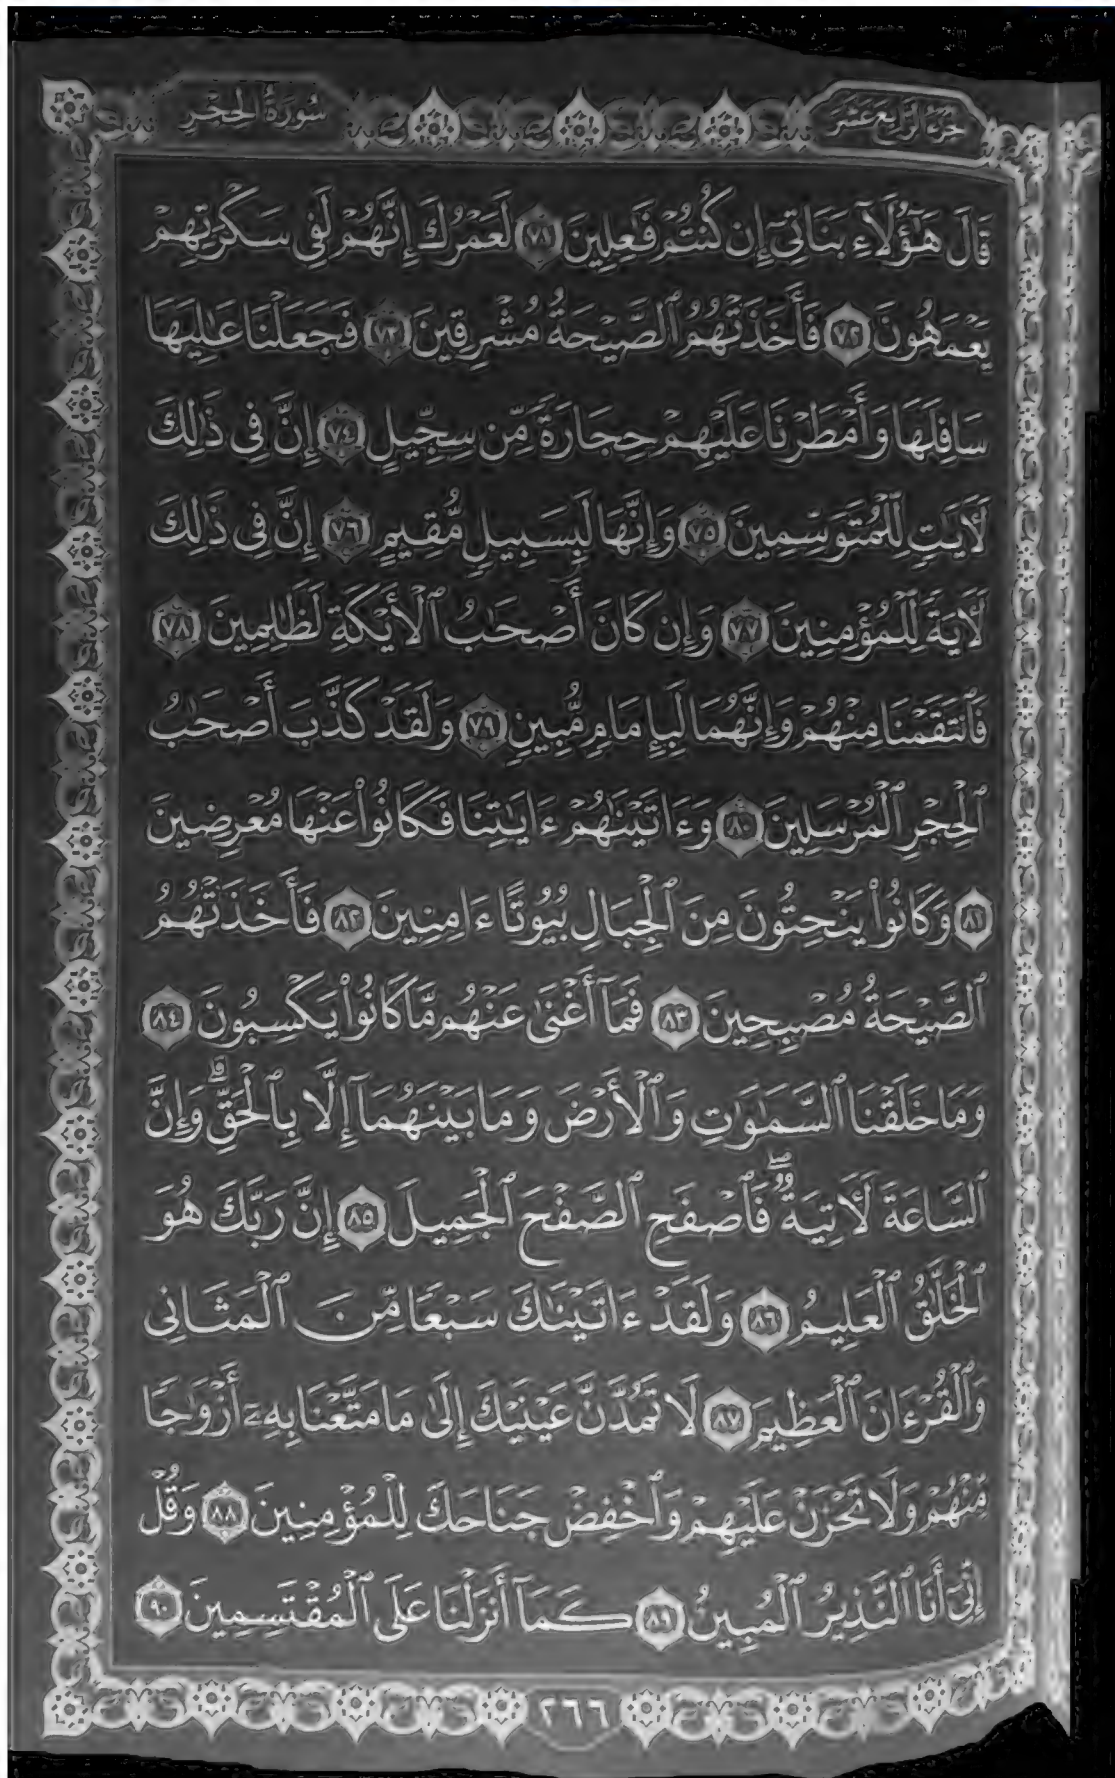 الجزء الرابع عشر
سورة الحجر
قَالَ هَٰٓؤُلَآءِ بَنَاتِىٓ إِن كُنتُمْ فَٰعِلِينَ ٧١ لَعَمْرُكَ إِنَّهُمْ لَفِى سَكْرَتِهِمْ
يَعْمَهُونَ ٧٢ فَأَخَذَتْهُمُ ٱلصَّيْحَةُ مُشْرِقِينَ ٧٣ فَجَعَلْنَا عَٰلِيَهَا
سَافِلَهَا وَأَمْطَرْنَا عَلَيْهِمْ حِجَارَةً مِّن سِجِّيلٍ ٧٤ إِنَّ فِى ذَٰلِكَ
لَءَايَٰتٍ لِّلْمُتَوَسِّمِينَ ٧٥ وَإِنَّهَا لَبِسَبِيلٍ مُّقِيمٍ ٧٦ إِنَّ فِى ذَٰلِكَ
لَءَايَةً لِّلْمُؤْمِنِينَ ٧٧ وَإِن كَانَ أَصْحَٰبُ ٱلْأَيْكَةِ لَظَٰلِمِينَ ٧٨
فَٱنتَقَمْنَا مِنْهُمْ وَإِنَّهُمَا لَبِإِمَامٍ مُّبِينٍ ٧٩ وَلَقَدْ كَذَّبَ أَصْحَٰبُ
ٱلْحِجْرِ ٱلْمُرْسَلِينَ ٨٠ وَءَاتَيْنَٰهُمْ ءَايَٰتِنَا فَكَانُوا۟ عَنْهَا مُعْرِضِينَ
٨١ وَكَانُوا۟ يَنْحِتُونَ مِنَ ٱلْجِبَالِ بُيُوتًا ءَامِنِينَ ٨٢ فَأَخَذَتْهُمُ
ٱلصَّيْحَةُ مُصْبِحِينَ ٨٣ فَمَآ أَغْنَىٰ عَنْهُم مَّا كَانُوا۟ يَكْسِبُونَ ٨٤
وَمَا خَلَقْنَا ٱلسَّمَٰوَٰتِ وَٱلْأَرْضَ وَمَا بَيْنَهُمَآ إِلَّا بِٱلْحَقِّ ۗ وَإِنَّ
ٱلسَّاعَةَ لَءَاتِيَةٌ ۖ فَٱصْفَحِ ٱلصَّفْحَ ٱلْجَمِيلَ ٨٥ إِنَّ رَبَّكَ هُوَ
ٱلْخَلَّٰقُ ٱلْعَلِيمُ ٨٦ وَلَقَدْ ءَاتَيْنَٰكَ سَبْعًا مِّنَ ٱلْمَثَانِى
وَٱلْقُرْءَانَ ٱلْعَظِيمَ ٨٧ لَا تَمُدَّنَّ عَيْنَيْكَ إِلَىٰ مَا مَتَّعْنَا بِهِۦٓ أَزْوَٰجًا
مِّنْهُمْ وَلَا تَحْزَنْ عَلَيْهِمْ وَٱخْفِضْ جَنَاحَكَ لِلْمُؤْمِنِينَ ٨٨ وَقُلْ
إِنِّىٓ أَنَا ٱلنَّذِيرُ ٱلْمُبِينُ ٨٩ كَمَآ أَنزَلْنَا عَلَى ٱلْمُقْتَسِمِينَ ٩٠
٢٦٦